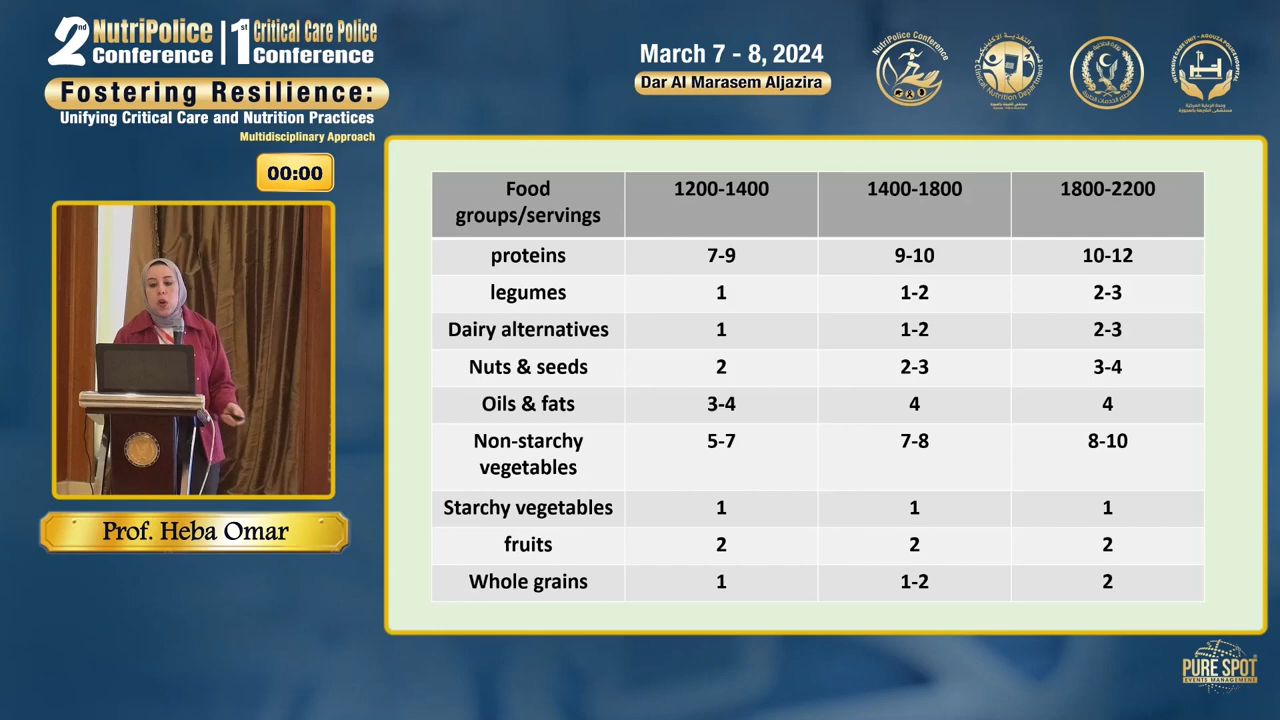 2nd NutriPolice Conference | 1st Critical Care Police Conference
Fostering Resilience:
Unifying Critical Care and Nutrition Practices
Multidisciplinary Approach
March 7 - 8, 2024
Dar Al Marasem Aljazira
NutriPolice Conference
00:00
Food groups/servings 1200-1400 1400-1800 1800-2200
proteins 7-9 9-10 10-12
legumes 1 1-2 2-3
Dairy alternatives 1 1-2 2-3
Nuts & seeds 2 2-3 3-4
Oils & fats 3-4 4 4
Non-starchy vegetables 5-7 7-8 8-10
Starchy vegetables 1 1 1
fruits 2 2 2
Whole grains 1 1-2 2
Prof. Heba Omar
PURE SPOT
EVENTS MANAGEMENT